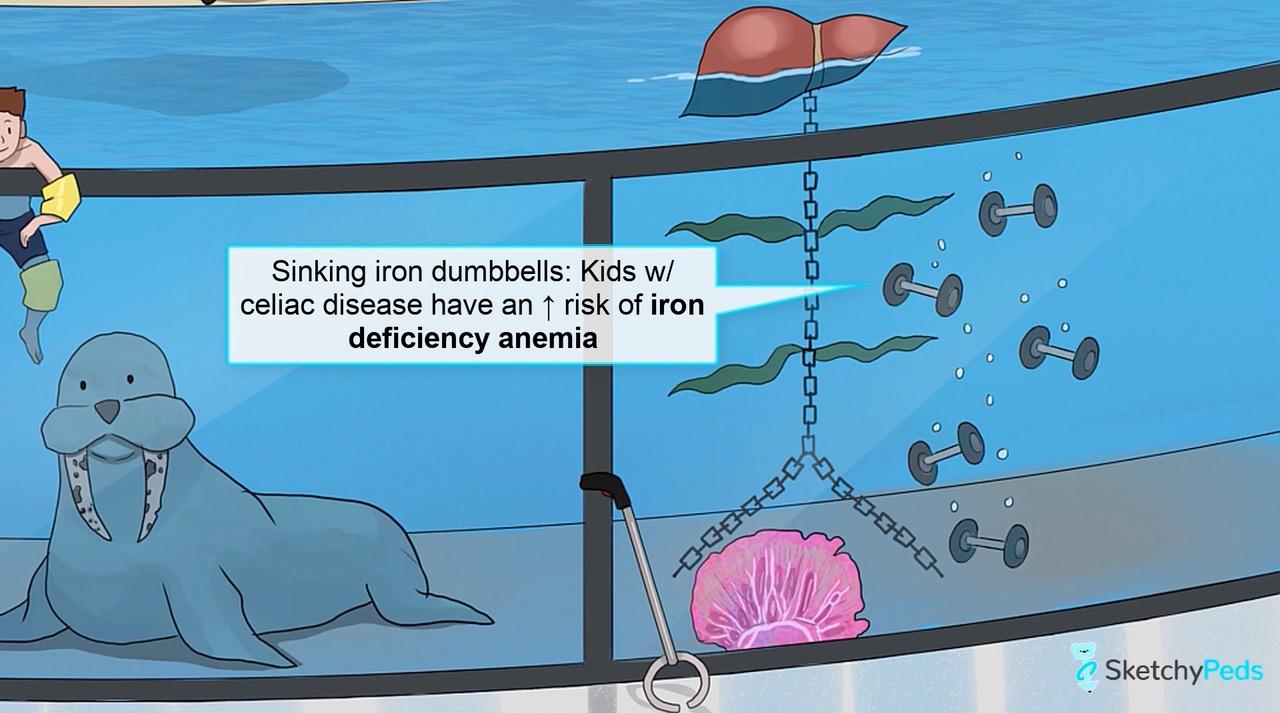 Sinking iron dumbbells: Kids w/
celiac disease have an ↑ risk of iron
deficiency anemia
SketchyPeds